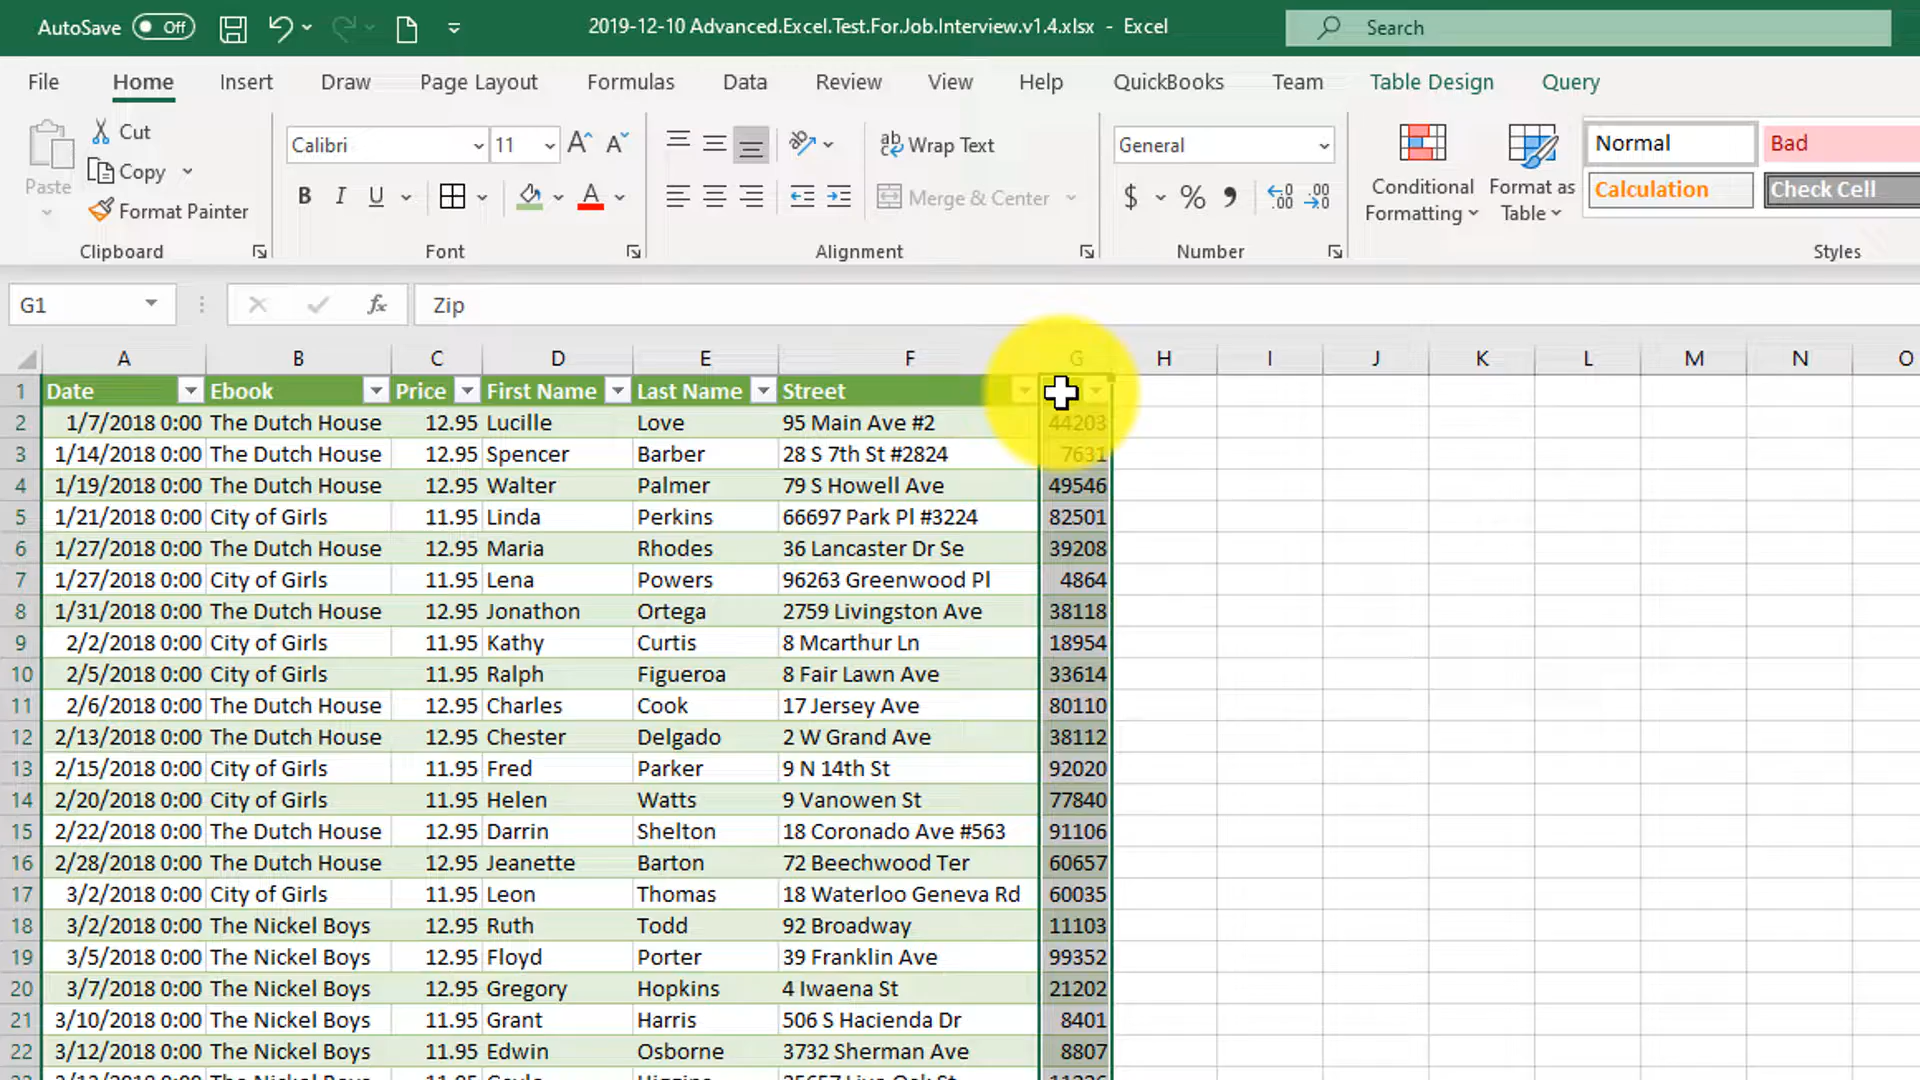 AutoSave Off 2019-12-10 Advanced.Excel.Test.For.Job.Interview.v1.4.xlsx - Excel Search
File Home Insert Draw Page Layout Formulas Data Review View Help QuickBooks Team Table Design Query
Paste Cut Copy Format Painter
Clipboard
Calibri 11
B I U A
Font
Wrap Text
Merge & Center
Alignment
General
$ % ,
Number
Conditional Formatting
Format as Table
Normal Bad
Calculation Check Cell
Styles
G1 fx Zip
A B C D E F G H I J K L M N O
1 Date Ebook Price First Name Last Name Street
2 1/7/2018 0:00 The Dutch House 12.95 Lucille Love 95 Main Ave #2 44203
3 1/14/2018 0:00 The Dutch House 12.95 Spencer Barber 28 S 7th St #2824 7631
4 1/19/2018 0:00 The Dutch House 12.95 Walter Palmer 79 S Howell Ave 49546
5 1/21/2018 0:00 City of Girls 11.95 Linda Perkins 66697 Park Pl #3224 82501
6 1/27/2018 0:00 The Dutch House 12.95 Maria Rhodes 36 Lancaster Dr Se 39208
7 1/27/2018 0:00 City of Girls 11.95 Lena Powers 96263 Greenwood Pl 4864
8 1/31/2018 0:00 The Dutch House 12.95 Jonathon Ortega 2759 Livingston Ave 38118
9 2/2/2018 0:00 City of Girls 11.95 Kathy Curtis 8 Mcarthur Ln 18954
10 2/5/2018 0:00 City of Girls 11.95 Ralph Figueroa 8 Fair Lawn Ave 33614
11 2/6/2018 0:00 The Dutch House 12.95 Charles Cook 17 Jersey Ave 80110
12 2/13/2018 0:00 The Dutch House 12.95 Chester Delgado 2 W Grand Ave 38112
13 2/15/2018 0:00 City of Girls 11.95 Fred Parker 9 N 14th St 92020
14 2/20/2018 0:00 City of Girls 11.95 Helen Watts 9 Vanowen St 77840
15 2/22/2018 0:00 The Dutch House 12.95 Darrin Shelton 18 Coronado Ave #563 91106
16 2/28/2018 0:00 The Dutch House 12.95 Jeanette Barton 72 Beechwood Ter 60657
17 3/2/2018 0:00 City of Girls 11.95 Leon Thomas 18 Waterloo Geneva Rd 60035
18 3/2/2018 0:00 The Nickel Boys 12.95 Ruth Todd 92 Broadway 11103
19 3/5/2018 0:00 The Nickel Boys 12.95 Floyd Porter 39 Franklin Ave 99352
20 3/7/2018 0:00 The Nickel Boys 12.95 Gregory Hopkins 4 Iwaena St 21202
21 3/10/2018 0:00 The Nickel Boys 11.95 Grant Harris 506 S Hacienda Dr 8401
22 3/12/2018 0:00 The Nickel Boys 11.95 Edwin Osborne 3732 Sherman Ave 8807